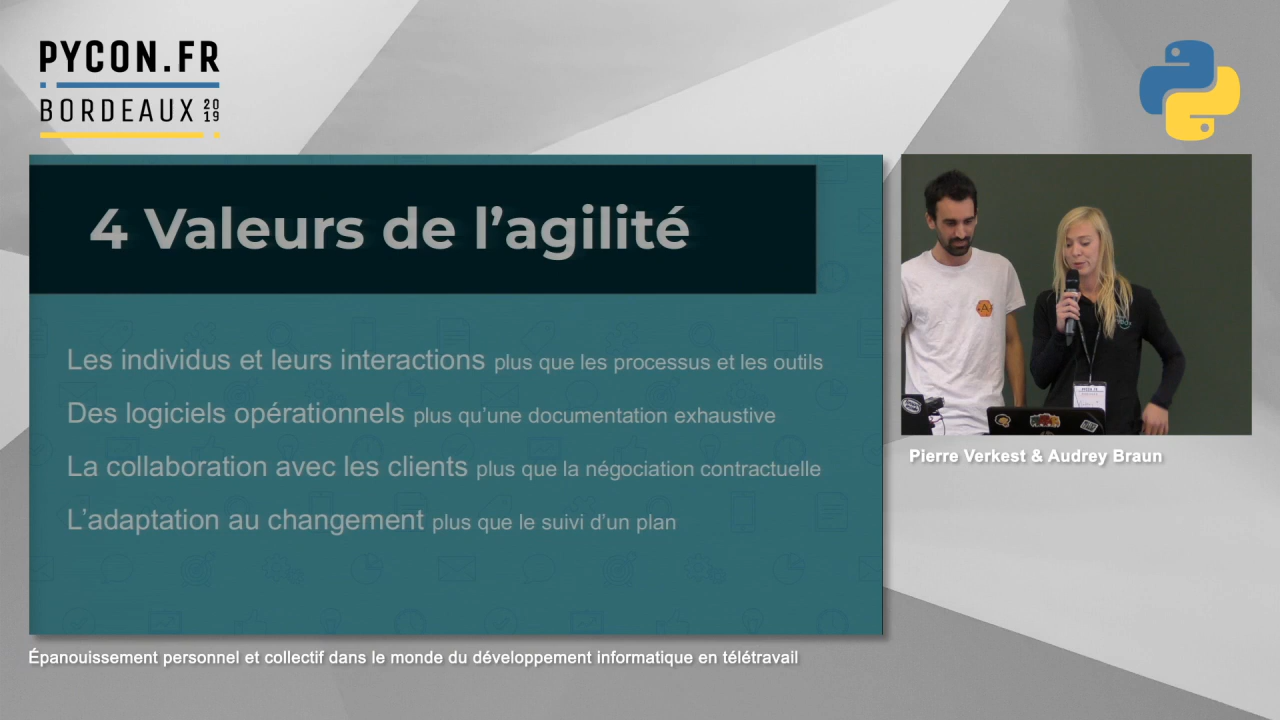 PYCON.FR
BORDEAUX 2019
4 Valeurs de l’agilité
Les individus et leurs interactions plus que les processus et les outils
Des logiciels opérationnels plus qu’une documentation exhaustive
La collaboration avec les clients plus que la négociation contractuelle
L’adaptation au changement plus que le suivi d’un plan
Pierre Verkest & Audrey Braun
Épanouissement personnel et collectif dans le monde du développement informatique en télétravail